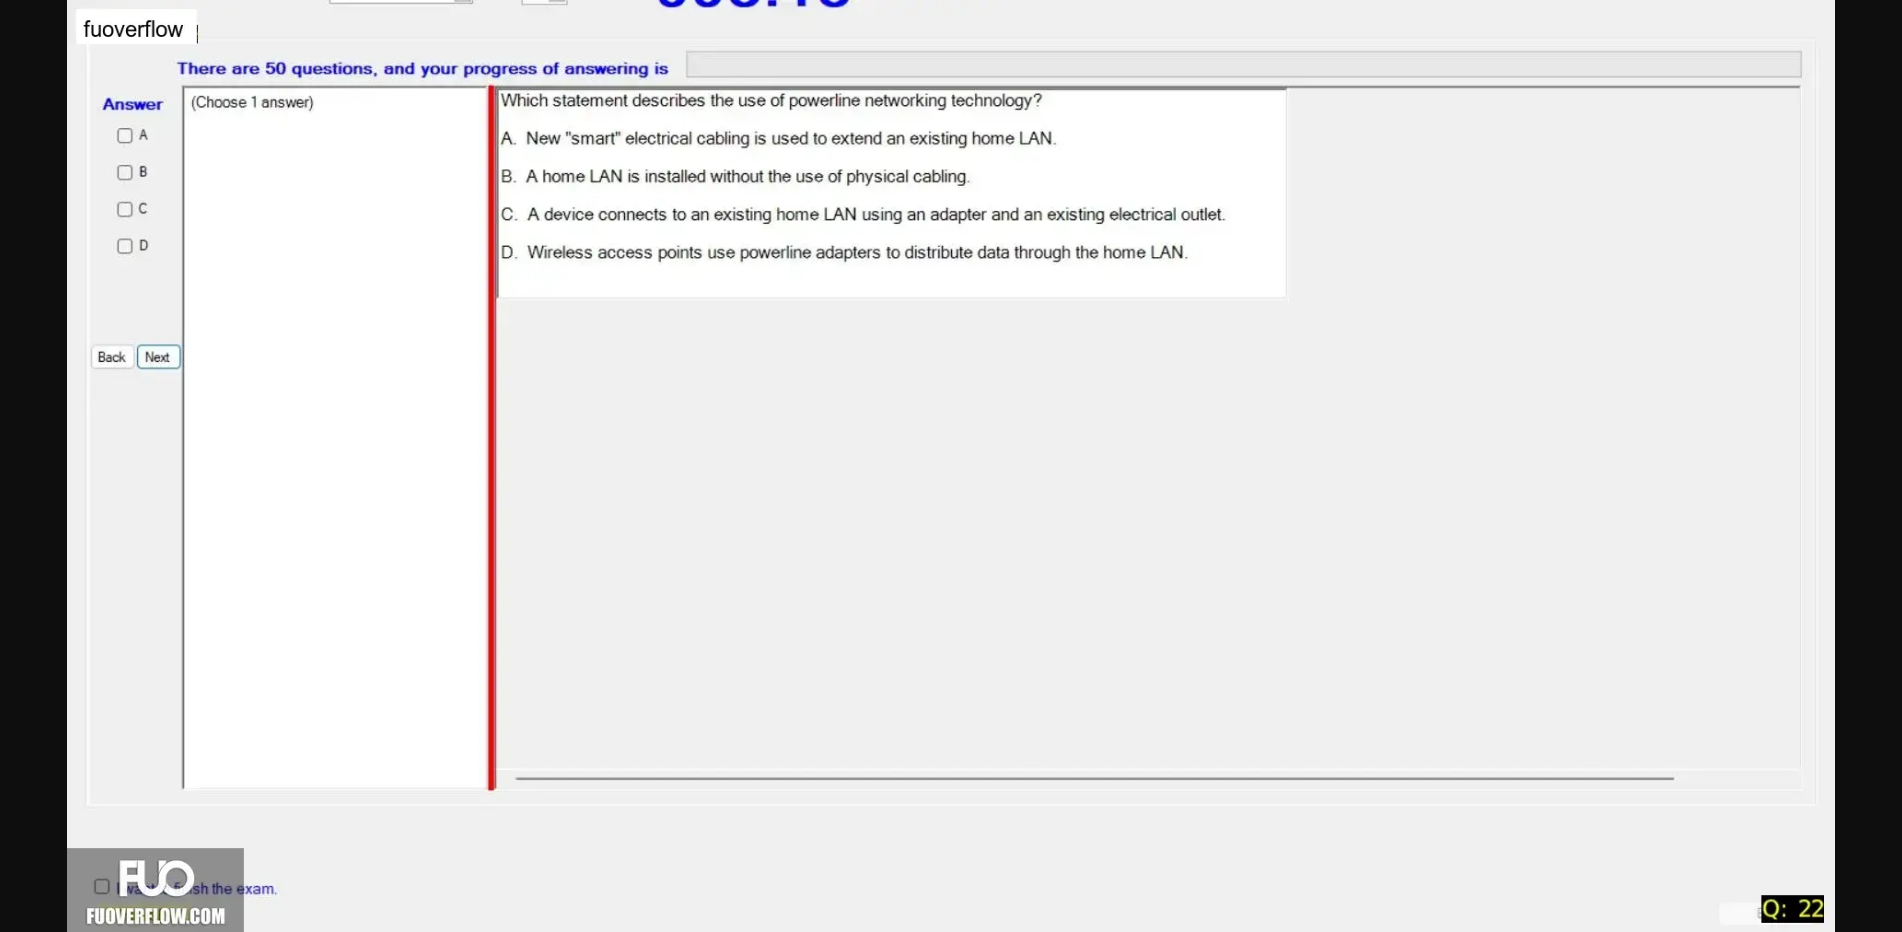 fuoverflow
There are 50 questions, and your progress of answering is
Answer
(Choose 1 answer)
A
B
C
D
Back
Next
Which statement describes the use of powerline networking technology?
A. New "smart" electrical cabling is used to extend an existing home LAN.
B. A home LAN is installed without the use of physical cabling.
C. A device connects to an existing home LAN using an adapter and an existing electrical outlet.
D. Wireless access points use powerline adapters to distribute data through the home LAN.
the exam.
FUO
FUOVERFLOW.COM
Q: 22